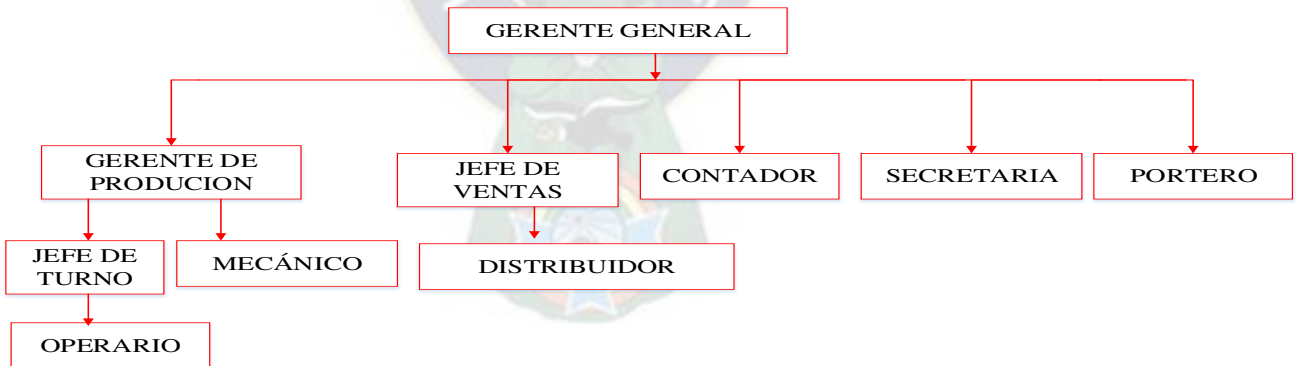 GERENTE GENERAL
GERENTE DE
PRODUCION
JEFE DE
VENTAS
CONTADOR
SECRETARIA
PORTERO
JEFE DE
TURNO
MECÁNICO
DISTRIBUIDOR
OPERARIO